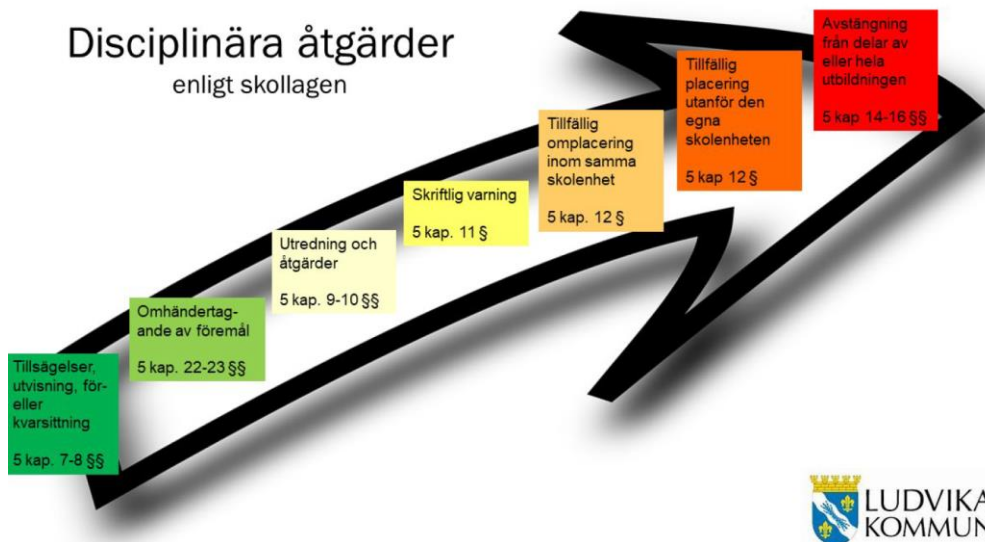 Disciplinära åtgärder
enligt skollagen
Tillsägelser,
utvisning, för-
eller
kvarsittning
5 kap. 7-8 §§
Omhändertag-
ande av föremål
5 kap. 22-23 §§
Utredning och
åtgärder
5 kap. 9-10 §§
Skriftlig varning
5 kap. 11 §
Tillfällig
omplacering
inom samma
skolenhet
5 kap. 12 §
Tillfällig
placering
utanför den
egna
skolenheten
5 kap 12 §
Avstängning
från delar av
eller hela
utbildningen
5 kap 14-16 §§
LUDVIKA
KOMMUN